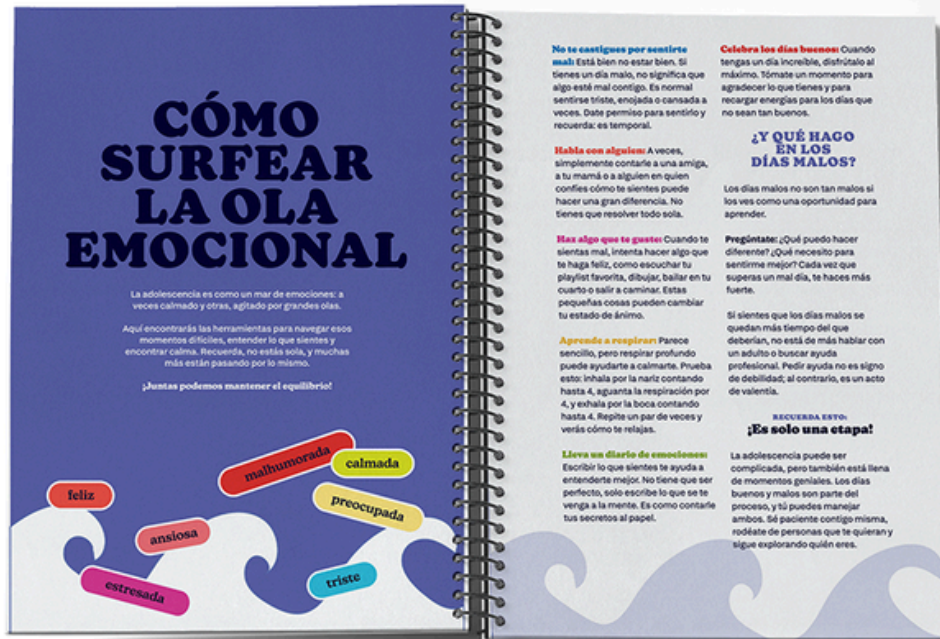 CÓMO
SURFEAR
LA OLA
EMOCIONAL
La adolescencia es como un mar de emociones: a
veces calmado y otras, agitado por grandes olas.
Aquí encontrarás las herramientas para navegar esos
momentos difíciles, entender lo que sientes y
encontrar calma. Recuerda, no estás sola, y muchas
más están pasando por lo mismo.
¡Juntas podemos mantener el equilibrio!
malhumorada
calmada
feliz
preocupada
ansiosa
estresada
triste
No te castigues por sentirte
mal: Está bien no estar bien. Si
tienes un día malo, no significa que
algo esté mal contigo. Es normal
sentirse triste, enojada o cansada a
veces. Date permiso para sentirlo y
recuerda: es temporal.
Habla con alguien: A veces,
simplemente contarle a una amiga,
a tu mamá o a alguien en quien
confíes cómo te sientes puede
hacer una gran diferencia. No
tienes que resolver todo sola.
Haz algo que te guste: Cuando te
sientas mal, intenta hacer algo que
te haga feliz, como escuchar tu
playlist favorita, dibujar, bailar en tu
cuarto o salir a caminar. Estas
pequeñas cosas pueden cambiar
tu estado de ánimo.
Aprende a respirar: Parece
sencillo, pero respirar profundo
puede ayudarte a calmarte. Prueba
esto: inhala por la nariz contando
hasta 4, aguanta la respiración por
4, y exhala por la boca contando
hasta 4. Repite un par de veces y
verás cómo te relajas.
Lleva un diario de emociones:
Escribir lo que sientes te ayuda a
entenderte mejor. No tiene que ser
perfecto, solo escribe lo que se te
venga a la mente. Es como contarle
tus secretos al papel.
Celebra los días buenos: Cuando
tengas un día increíble, disfrútalo al
máximo. Tómate un momento para
agradecer lo que tienes y para
recargar energías para los días que
no sean tan buenos.
¿Y QUÉ HAGO
EN LOS
DÍAS MALOS?
Los días malos no son tan malos si
los ves como una oportunidad para
aprender.
Pregúntate: ¿Qué puedo hacer
diferente? ¿Qué necesito para
sentirme mejor? Cada vez que
superas un mal día, te haces más
fuerte.
Si sientes que los días malos se
quedan más tiempo del que
deberían, no está de más hablar con
un adulto o buscar ayuda
profesional. Pedir ayuda no es signo
de debilidad; al contrario, es un acto
de valentía.
RECUERDA ESTO:
¡Es solo una etapa!
La adolescencia puede ser
complicada, pero también está llena
de momentos geniales. Los días
buenos y malos son parte del
proceso, y tú puedes manejar
ambos. Sé paciente contigo misma,
rodéate de personas que te quieran y
sigue explorando quién eres.